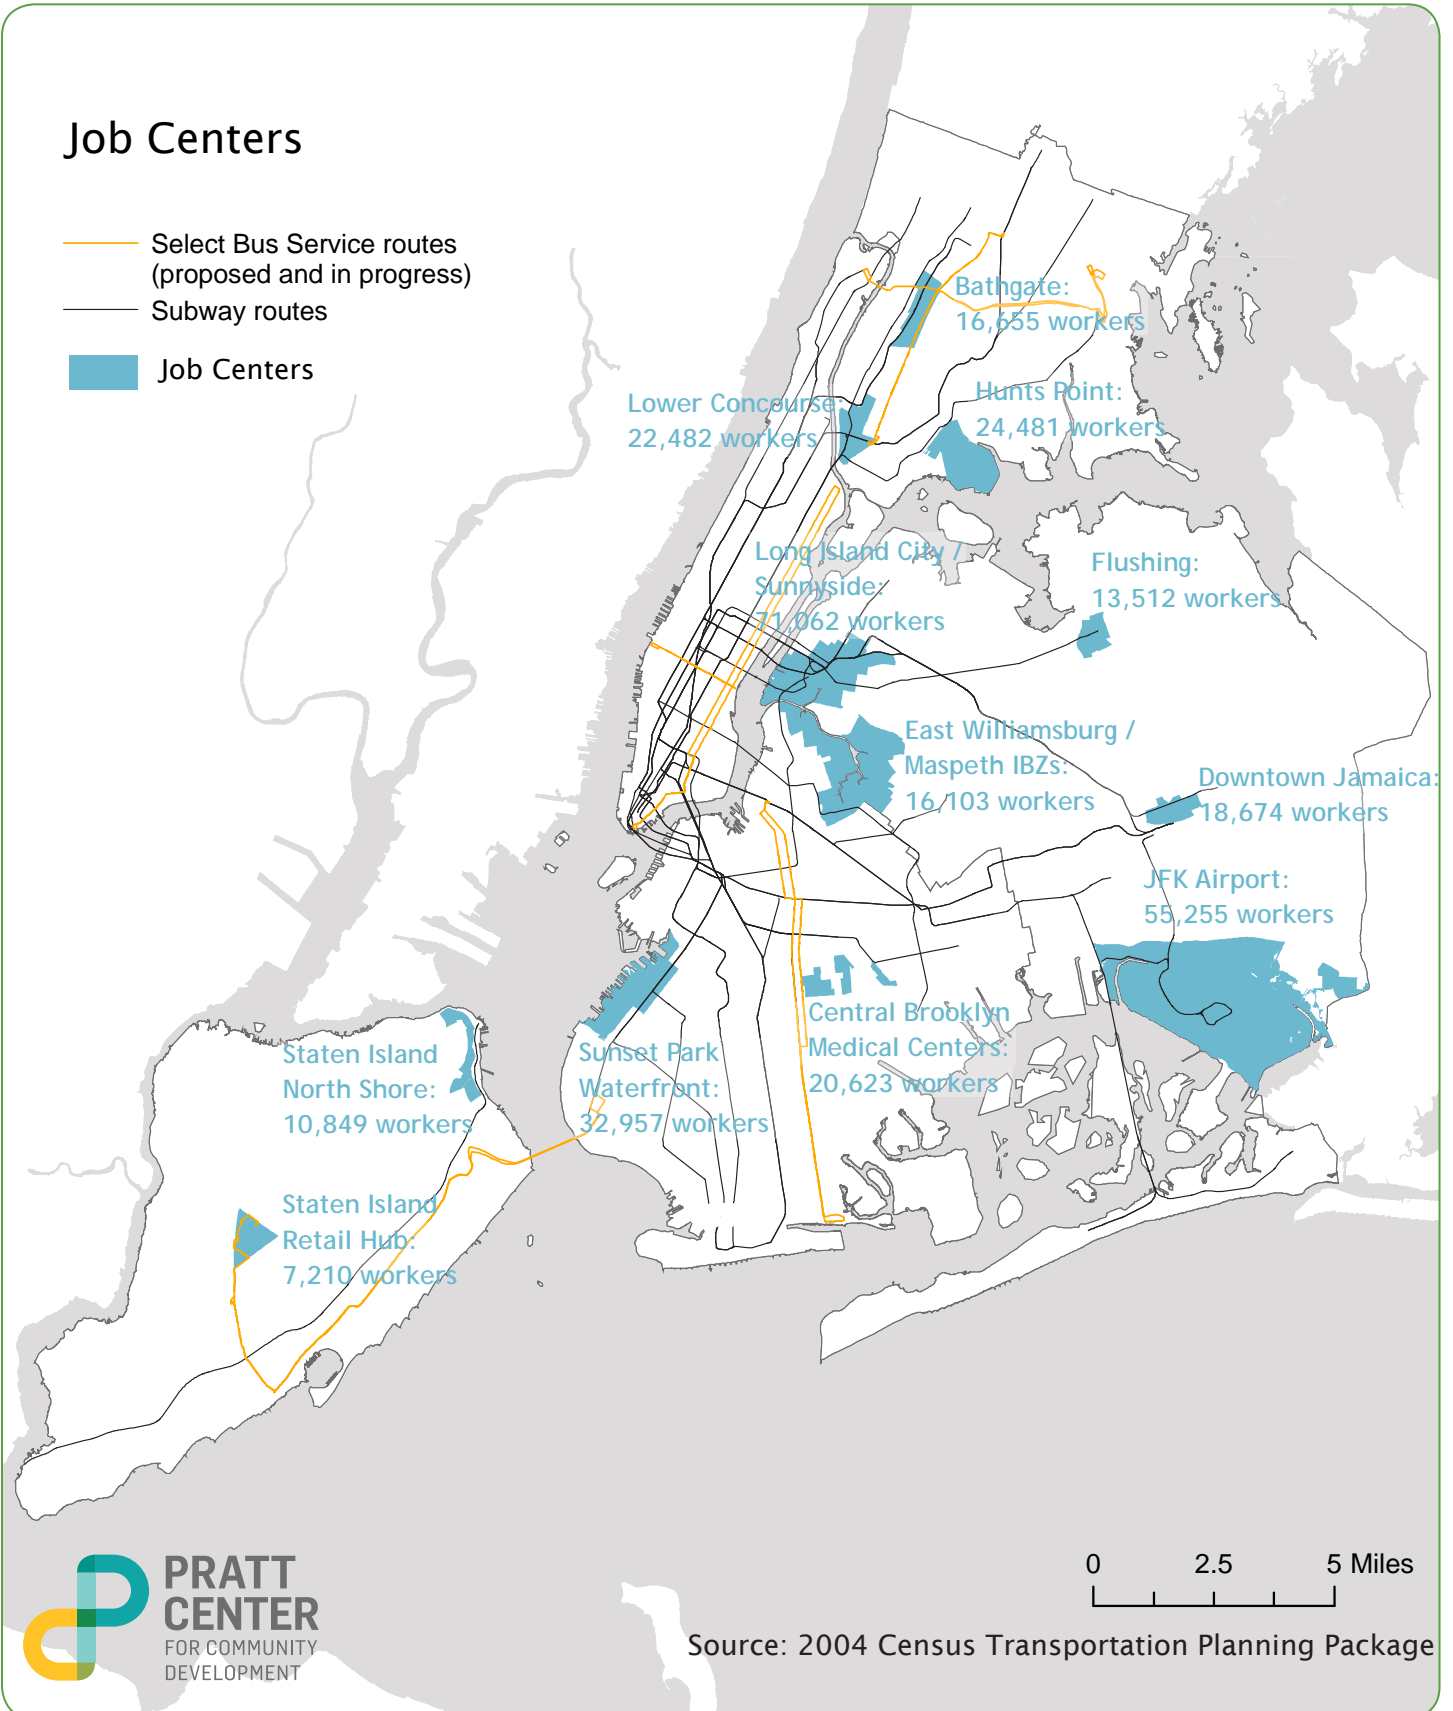 Job Centers
Select Bus Service routes
(proposed and in progress)
Subway routes
Job Centers
Bathgate:
16,655 workers
Lower Concourse:
22,482 workers
Hunts Point:
24,481 workers
Long Island City /
Sunnyside:
71,062 workers
Flushing:
13,512 workers
East Williamsburg /
Maspeth IBZs:
16,103 workers
Downtown Jamaica:
18,674 workers
JFK Airport:
55,255 workers
Central Brooklyn
Medical Centers:
20,623 workers
Staten Island
North Shore:
10,849 workers
Sunset Park
Waterfront:
32,957 workers
Staten Island
Retail Hub:
7,210 workers
PRATT
CENTER
FOR COMMUNITY
DEVELOPMENT
0 2.5 5 Miles
Source: 2004 Census Transportation Planning Package